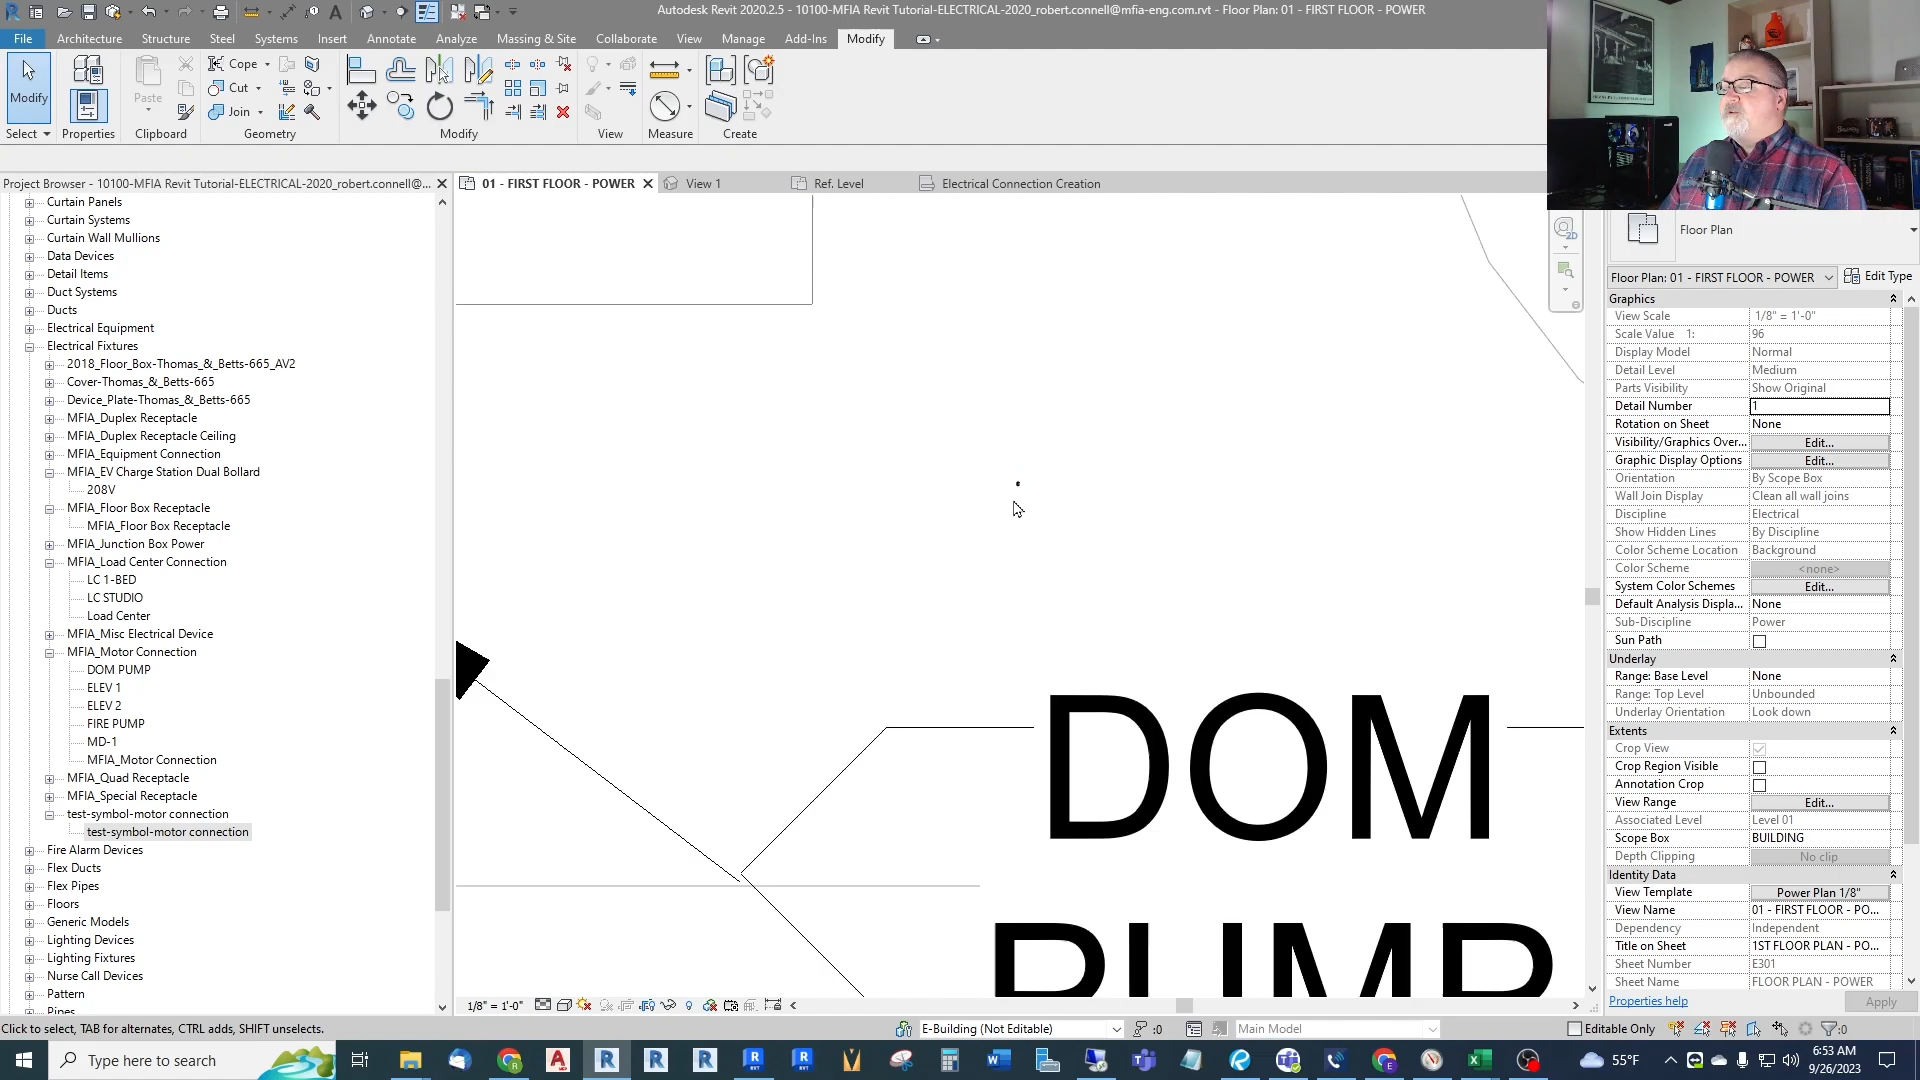 Autodesk Revit 2020.2.5 - 10100-MFIA Revit Tutorial-ELECTRICAL-2020_robert.connell@mfia-eng.com.rvt - Floor Plan: 01 - FIRST FLOOR - POWER
File Architecture Structure Steel Systems Insert Annotate Analyze Massing & Site Collaborate View Manage Add-Ins Modify
Modify Paste Cope Cut Join
Select Properties Clipboard Geometry Modify View Measure Create
Project Browser - 10100-MFIA Revit Tutorial-ELECTRICAL-2020_robert.connell@...
01 - FIRST FLOOR - POWER View 1 Ref. Level Electrical Connection Creation
Curtain Panels
Curtain Systems
Curtain Wall Mullions
Data Devices
Detail Items
Duct Systems
Ducts
Electrical Equipment
Electrical Fixtures
2018_Floor_Box-Thomas_&_Betts-665_AV2
Cover-Thomas_&_Betts-665
Device_Plate-Thomas_&_Betts-665
MFIA_Duplex Receptacle
MFIA_Duplex Receptacle Ceiling
MFIA_Equipment Connection
MFIA_EV Charge Station Dual Bollard
208V
MFIA_Floor Box Receptacle
MFIA_Floor Box Receptacle
MFIA_Junction Box Power
MFIA_Load Center Connection
LC 1-BED
LC STUDIO
Load Center
MFIA_Misc Electrical Device
MFIA_Motor Connection
DOM PUMP
ELEV 1
ELEV 2
FIRE PUMP
MD-1
MFIA_Motor Connection
MFIA_Quad Receptacle
MFIA_Special Receptacle
test-symbol-motor connection
test-symbol-motor connection
Fire Alarm Devices
Flex Ducts
Flex Pipes
Floors
Generic Models
Lighting Devices
Lighting Fixtures
Nurse Call Devices
Pattern
Pipes
DOM
PUMP
2D
Floor Plan
Floor Plan: 01 - FIRST FLOOR - POWER Edit Type
Graphics
View Scale 1/8" = 1'-0"
Scale Value 1: 96
Display Model Normal
Detail Level Medium
Parts Visibility Show Original
Detail Number 1
Rotation on Sheet None
Visibility/Graphics Over... Edit...
Graphic Display Options Edit...
Orientation By Scope Box
Wall Join Display Clean all wall joins
Discipline Electrical
Show Hidden Lines By Discipline
Color Scheme Location Background
Color Scheme <none>
System Color Schemes Edit...
Default Analysis Displa... None
Sub-Discipline Power
Sun Path
Underlay
Range: Base Level None
Range: Top Level Unbounded
Underlay Orientation Look down
Extents
Crop View
Crop Region Visible
Annotation Crop
View Range Edit...
Associated Level Level 01
Scope Box BUILDING
Depth Clipping No clip
Identity Data
View Template Power Plan 1/8"
View Name 01 - FIRST FLOOR - PO...
Dependency Independent
Title on Sheet 1ST FLOOR PLAN - PO...
Sheet Number E301
Sheet Name FLOOR PLAN - POWER
Properties help Apply
1/8" = 1'-0"
Click to select, TAB for alternates, CTRL adds, SHIFT unselects.
E-Building (Not Editable) :0 Main Model Editable Only :0
Type here to search
55°F
6:53 AM
9/26/2023